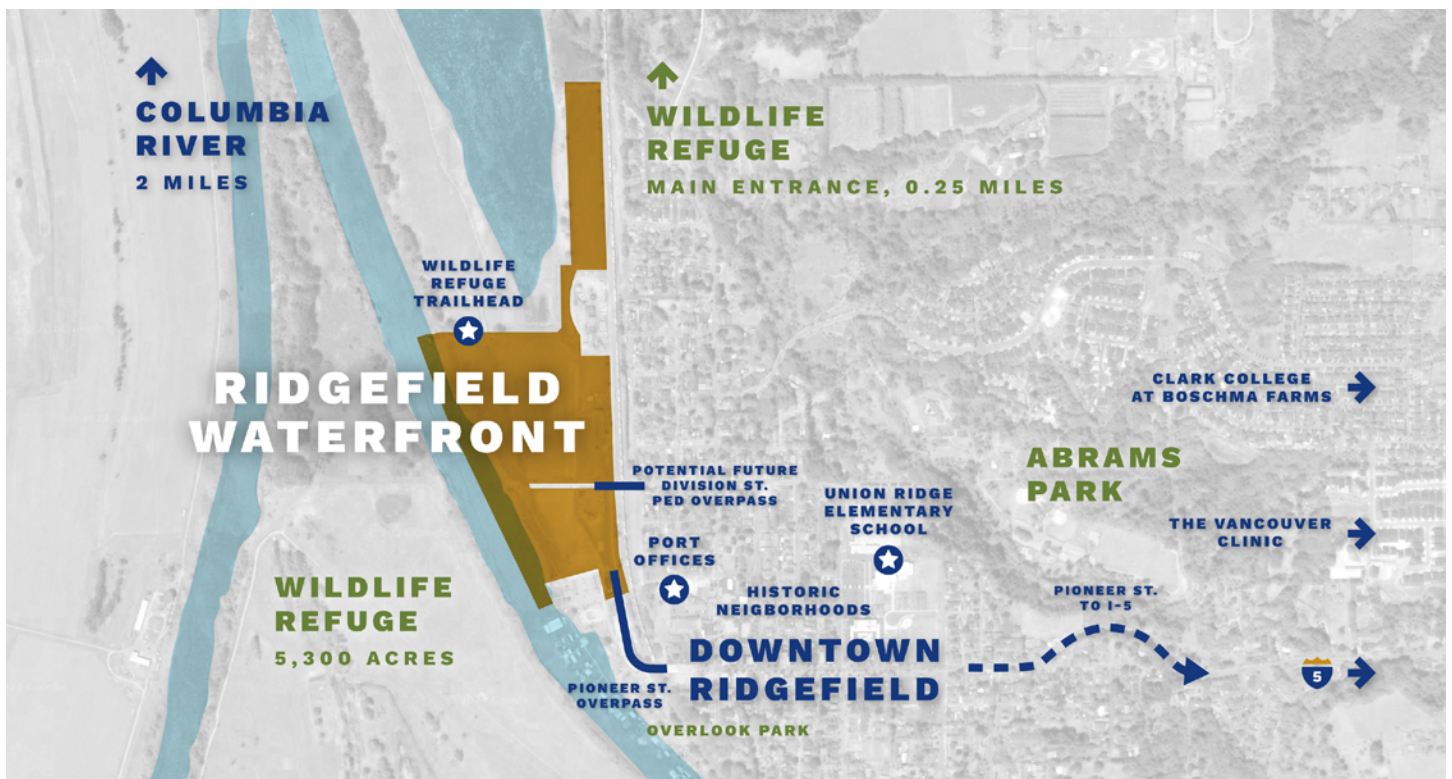 COLUMBIA
RIVER
2 MILES
WILDLIFE
REFUGE
MAIN ENTRANCE, 0.25 MILES
WILDLIFE
REFUGE
TRAILHEAD
RIDGEFIELD
WATERFRONT
CLARK COLLEGE
AT BOSCHMA FARMS
ABRAMS
PARK
POTENTIAL FUTURE
DIVISION ST.
PED OVERPASS
UNION RIDGE
ELEMENTARY
SCHOOL
THE VANCOUVER
CLINIC
PORT
OFFICES
WILDLIFE
REFUGE
5,300 ACRES
HISTORIC
NEIGBORHOODS
PIONEER ST.
TO I-5
DOWNTOWN
RIDGEFIELD
5
PIONEER ST.
OVERPASS
OVERLOOK PARK